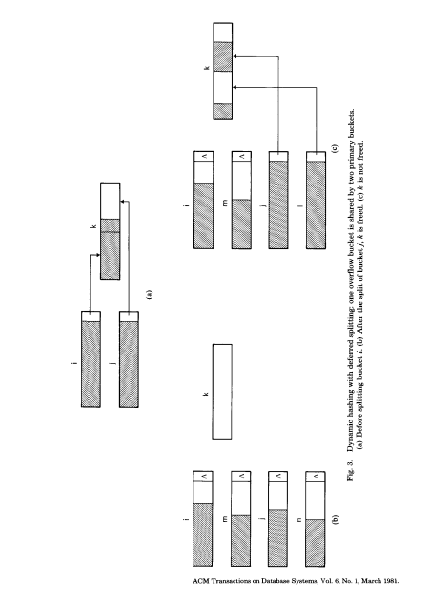 k
i
j
(a)
k
i
Λ
m
Λ
j
l
(c)
k
i
Λ
m
Λ
j
Λ
n
Λ
(b)
Fig. 3. Dynamic hashing with deferred splitting: one overflow bucket is shared by two primary buckets.
(a) Before splitting bucket i. (b) After the split of bucket j, k is freed. (c) k is not freed.
ACM Transactions on Database Systems, Vol. 6, No. 1, March 1981.